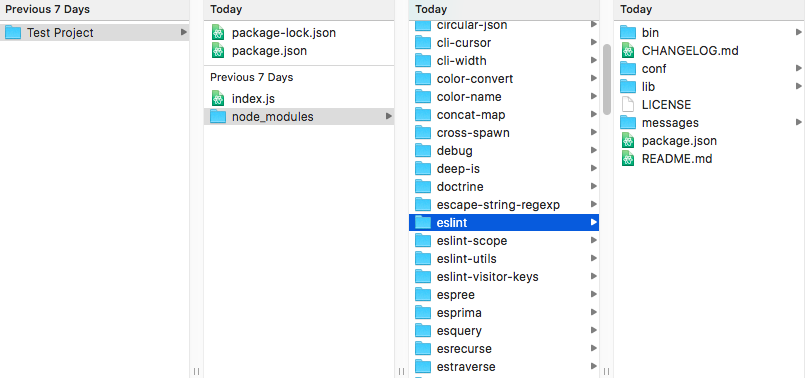 Previous 7 Days
Test Project
Today
package-lock.json
package.json
Previous 7 Days
index.js
node_modules
Today
circular-json
cli-cursor
cli-width
color-convert
color-name
concat-map
cross-spawn
debug
deep-is
doctrine
escape-string-regexp
eslint
eslint-scope
eslint-utils
eslint-visitor-keys
espree
esprima
esquery
esrecurse
estraverse
Today
bin
CHANGELOG.md
conf
lib
LICENSE
messages
package.json
README.md